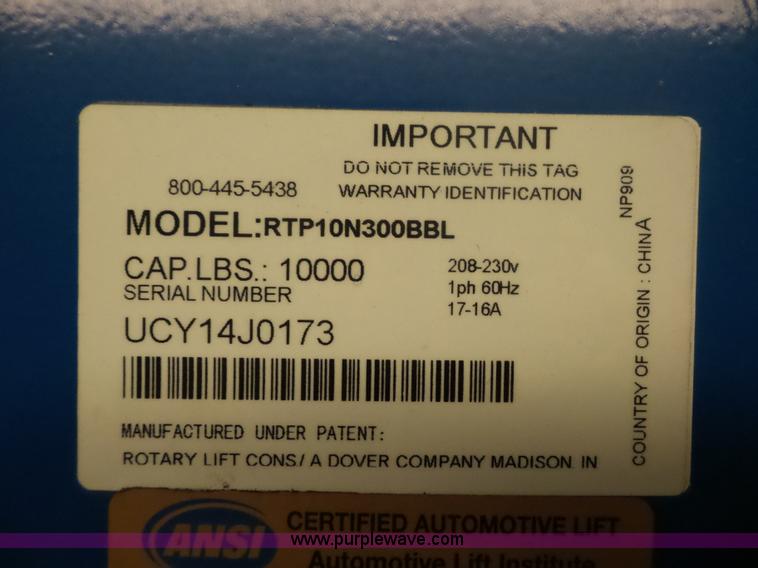 IMPORTANT
DO NOT REMOVE THIS TAG
800-445-5438 WARRANTY IDENTIFICATION
MODEL:RTP10N300BBL
CAP.LBS.: 10000
SERIAL NUMBER
UCY14J0173
208-230v
1ph 60Hz
17-16A
MANUFACTURED UNDER PATENT:
ROTARY LIFT CONS/ A DOVER COMPANY MADISON, IN
NP909
COUNTRY OF ORIGIN : CHINA
ANSI
CERTIFIED AUTOMOTIVE LIFT
Automotive Lift Institute
www.purplewave.com